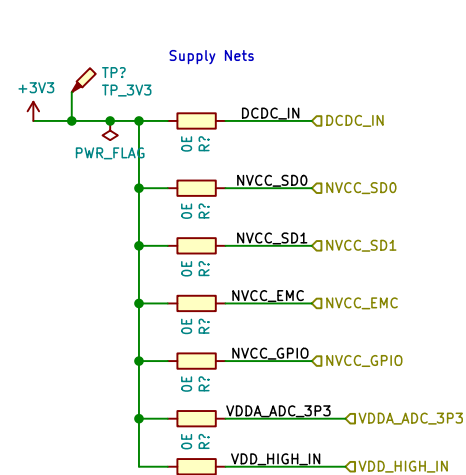 Supply Nets
TP?
TP_3V3
+3V3
PWR_FLAG
DCDC_IN
DCDC_IN
0E
R?
NVCC_SD0
NVCC_SD0
0E
R?
NVCC_SD1
NVCC_SD1
0E
R?
NVCC_EMC
NVCC_EMC
0E
R?
NVCC_GPIO
NVCC_GPIO
0E
R?
VDDA_ADC_3P3
VDDA_ADC_3P3
0E
R?
VDD_HIGH_IN
VDD_HIGH_IN